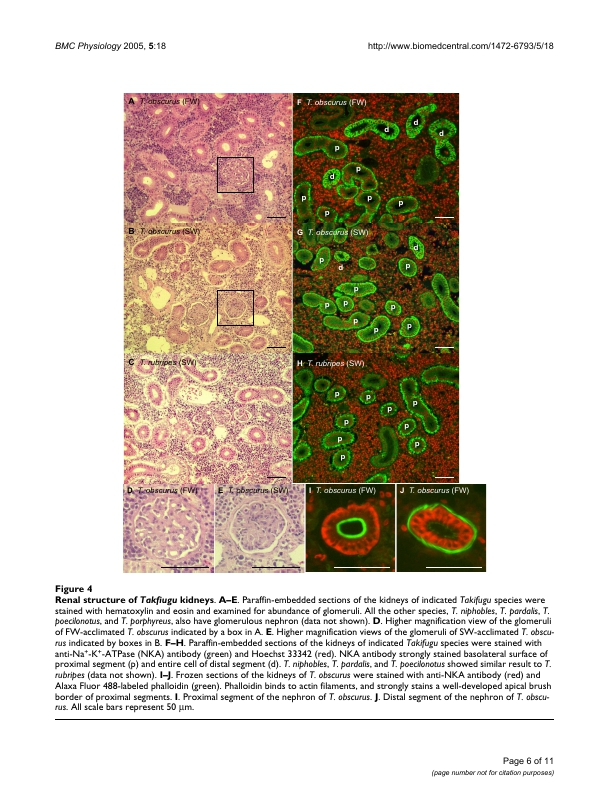 BMC Physiology 2005, 5:18
http://www.biomedcentral.com/1472-6793/5/18
A T. obscurus (FW)
F T. obscurus (FW)
d
d
d
p
p
d
p
p
p
p
B T. obscurus (SW)
G T. obscurus (SW)
d
p
d
p
p
p
p
p
p
p
p
C T. rubripes (SW)
H T. rubripes (SW)
p
p
p
p
p
p
p
p
p
D T. obscurus (FW)
E T. obscurus (SW)
I T. obscurus (FW)
J T. obscurus (FW)
Figure 4
Renal structure of Takfiugu kidneys. A–E. Paraffin-embedded sections of the kidneys of indicated Takifugu species were
stained with hematoxylin and eosin and examined for abundance of glomeruli. All the other species, T. niphobles, T. pardalis, T.
poecilonotus, and T. porphyreus, also have glomerulous nephron (data not shown). D. Higher magnification view of the glomeruli
of FW-acclimated T. obscurus indicated by a box in A. E. Higher magnification views of the glomeruli of SW-acclimated T. obscu-
rus indicated by boxes in B. F–H. Paraffin-embedded sections of the kidneys of indicated Takifugu species were stained with
anti-Na+-K+-ATPase (NKA) antibody (green) and Hoechst 33342 (red). NKA antibody strongly stained basolateral surface of
proximal segment (p) and entire cell of distal segment (d). T. niphobles, T. pardalis, and T. poecilonotus showed similar result to T.
rubripes (data not shown). I–J. Frozen sections of the kidneys of T. obscurus were stained with anti-NKA antibody (red) and
Alaxa Fluor 488-labeled phalloidin (green). Phalloidin binds to actin filaments, and strongly stains a well-developed apical brush
border of proximal segments. I. Proximal segment of the nephron of T. obscurus. J. Distal segment of the nephron of T. obscu-
rus. All scale bars represent 50 μm.
Page 6 of 11
(page number not for citation purposes)